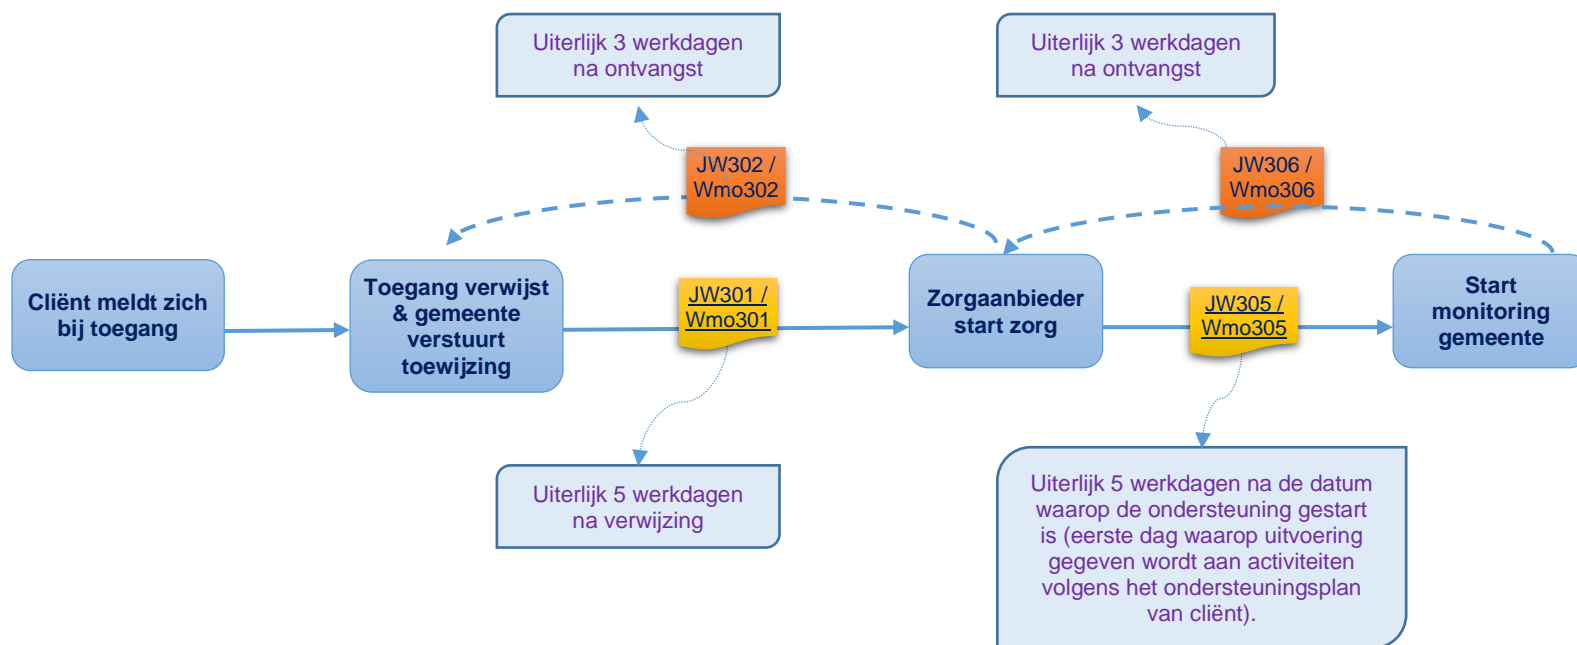 Uiterlijk 3 werkdagen
na ontvangst
Uiterlijk 3 werkdagen
na ontvangst
JW302 /
Wmo302
JW306 /
Wmo306
Cliënt meldt zich
bij toegang
Toegang verwijst
& gemeente
verstuurt
toewijzing
JW301 /
Wmo301
Zorgaanbieder
start zorg
JW305 /
Wmo305
Start
monitoring
gemeente
Uiterlijk 5 werkdagen
na verwijzing
Uiterlijk 5 werkdagen na de datum
waarop de ondersteuning gestart
is (eerste dag waarop uitvoering
gegeven wordt aan activiteiten
volgens het ondersteuningsplan
van cliënt).